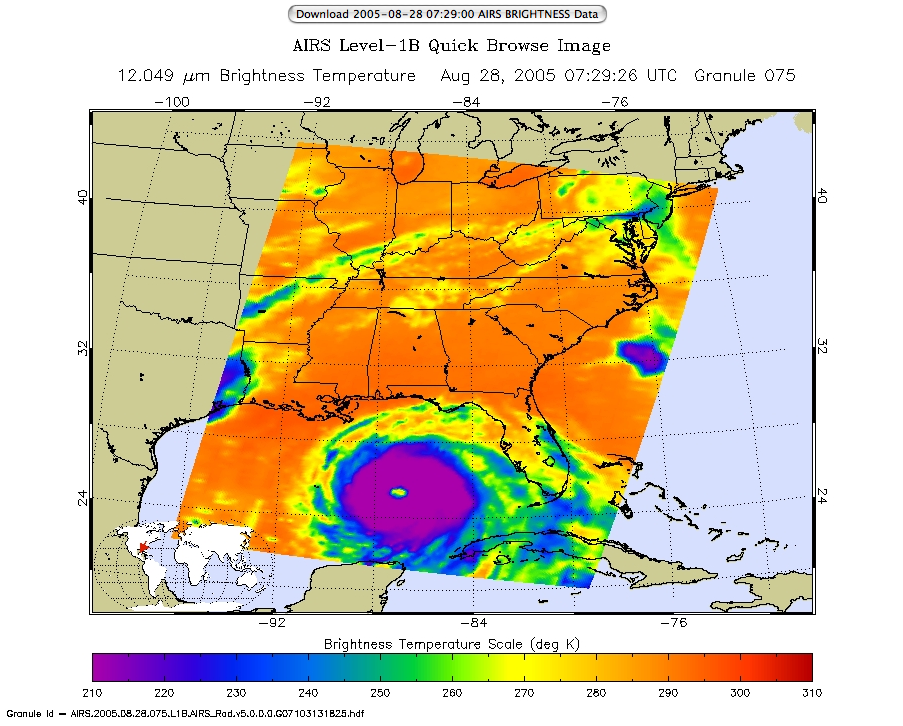 Download 2005-08-28 07:29:00 AIRS BRIGHTNESS Data
AIRS Level-1B Quick Browse Image
12.049 μm Brightness Temperature Aug 28, 2005 07:29:26 UTC Granule 075
-100 -92 -84 -76
40 40
32 32
24 24
-92 -84 -76
Brightness Temperature Scale (deg K)
210 220 230 240 250 260 270 280 290 300 310
Granule Id - AIRS.2005.08.28.075.L1B.AIRS_Rad.v5.0.0.0.G07103131825.hdf